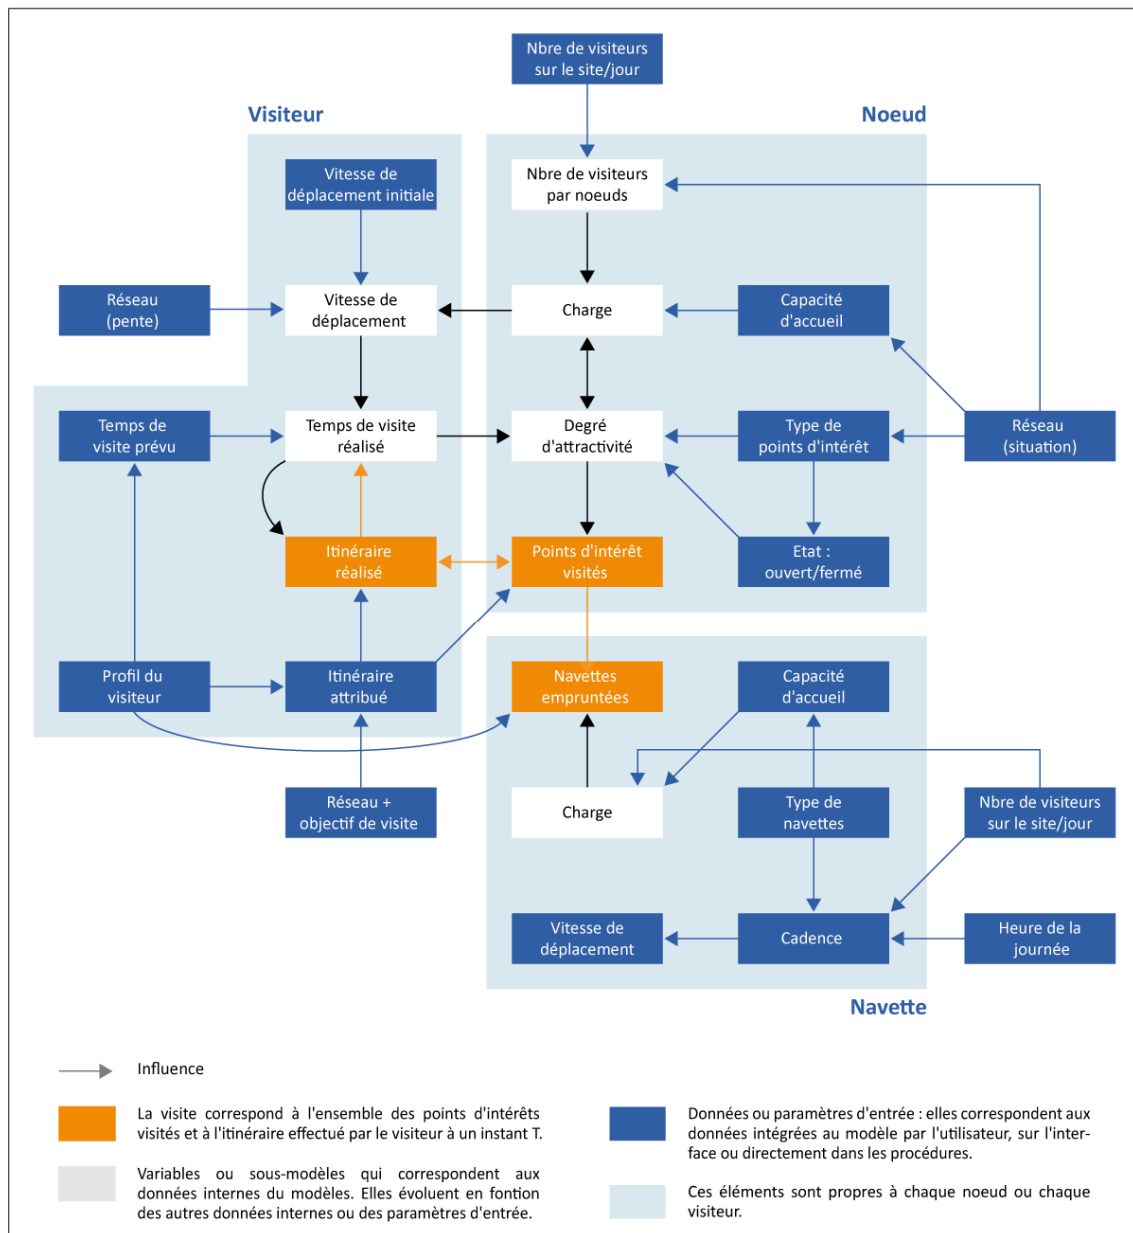 Nbre de visiteurs
sur le site/jour
Visiteur
Noeud
Vitesse de
déplacement initiale
Nbre de visiteurs
par noeuds
Réseau
(pente)
Vitesse de
déplacement
Charge
Capacité
d'accueil
Temps de
visite prévu
Temps de visite
réalisé
Degré
d'attractivité
Type de
points d'intérêt
Réseau
(situation)
Itinéraire
réalisé
Points d'intérêt
visités
Etat :
ouvert/fermé
Profil du
visiteur
Itinéraire
attribué
Navettes
empruntées
Capacité
d'accueil
Réseau +
objectif de visite
Charge
Type de
navettes
Nbre de visiteurs
sur le site/jour
Vitesse de
déplacement
Cadence
Heure de la
journée
Navette
Influence
La visite correspond à l'ensemble des points d'intérêts
visités et à l'itinéraire effectué par le visiteur à un instant T.
Variables ou sous-modèles qui correspondent aux
données internes du modèles. Elles évoluent en fontion
des autres données internes ou des paramètres d'entrée.
Données ou paramètres d'entrée : elles correspondent aux
données intégrées au modèle par l'utilisateur, sur l'inter-
face ou directement dans les procédures.
Ces éléments sont propres à chaque noeud ou chaque
visiteur.